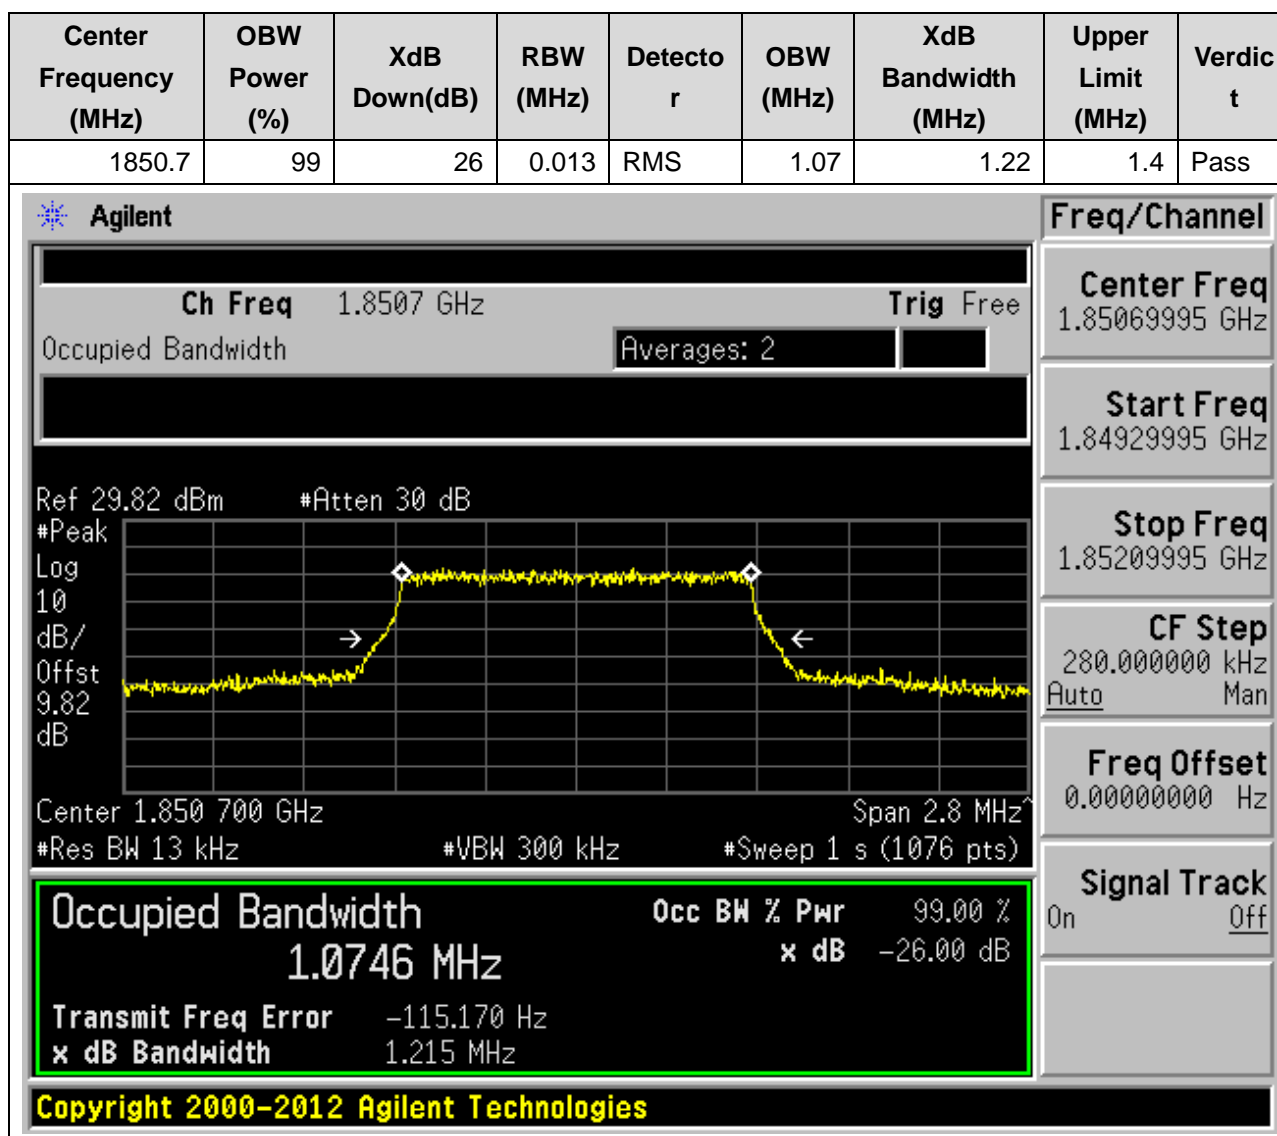 Center Frequency (MHz) OBW Power (%) XdB Down(dB) RBW (MHz) Detecto r OBW (MHz) XdB Bandwidth (MHz) Upper Limit (MHz) Verdic t
1850.7 99 26 0.013 RMS 1.07 1.22 1.4 Pass
Agilent
Freq/Channel
Ch Freq 1.8507 GHz Trig Free
Occupied Bandwidth Averages: 2
Ref 29.82 dBm #Atten 30 dB
#Peak
Log
10
dB/
Offst
9.82
dB
Center 1.850 700 GHz Span 2.8 MHz^
#Res BW 13 kHz #VBW 300 kHz #Sweep 1 s (1076 pts)
Occupied Bandwidth
1.0746 MHz
Occ BW % Pwr 99.00 %
x dB -26.00 dB
Transmit Freq Error -115.170 Hz
x dB Bandwidth 1.215 MHz
Center Freq
1.85069995 GHz
Start Freq
1.84929995 GHz
Stop Freq
1.85209995 GHz
CF Step
280.000000 kHz
Auto Man
Freq Offset
0.00000000 Hz
Signal Track
On Off
Copyright 2000-2012 Agilent Technologies